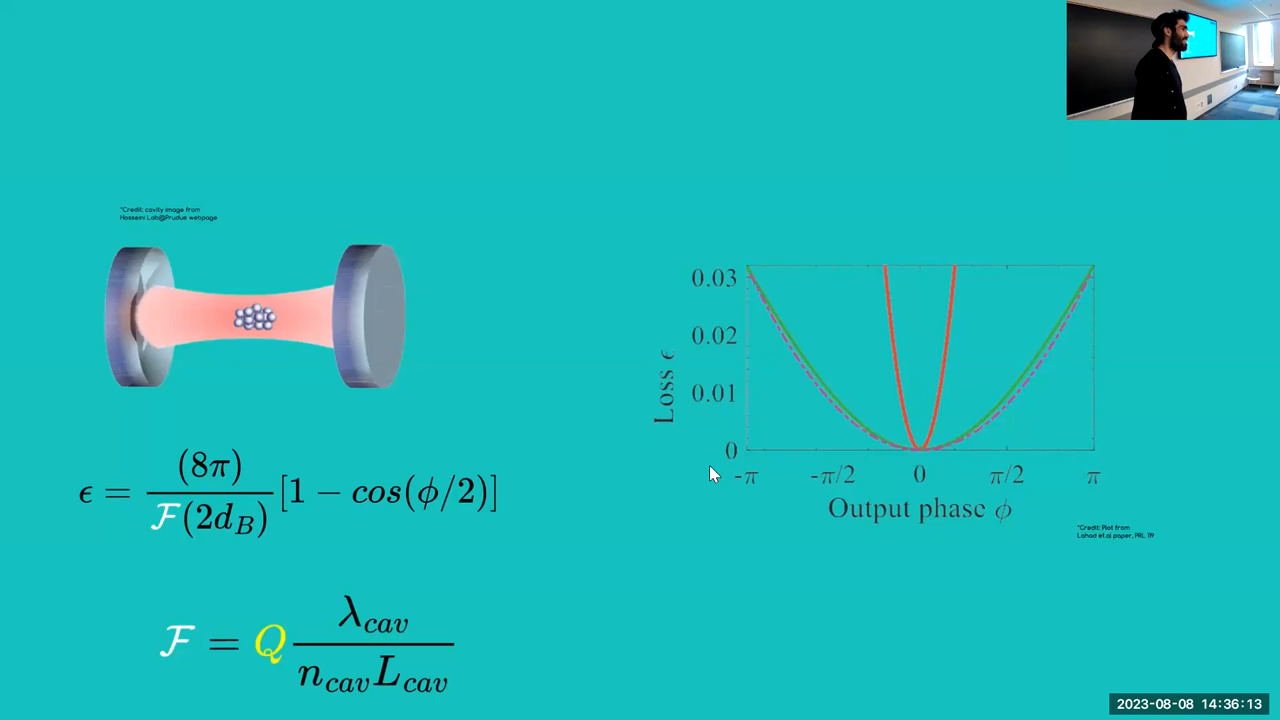 *Credit: cavity image from
Hosseini Lab@Prudue webpage
ϵ = (8π) / ℱ(2d_B) [1 − cos(ϕ/2)]
ℱ = Q λ_cav / n_cav L_cav
0.03
0.02
0.01
0
Loss ϵ
-π -π/2 0 π/2 π
Output phase ϕ
*Credit: Plot from
Lahad et.al paper, PRL 119
2023-08-08 14:36:13